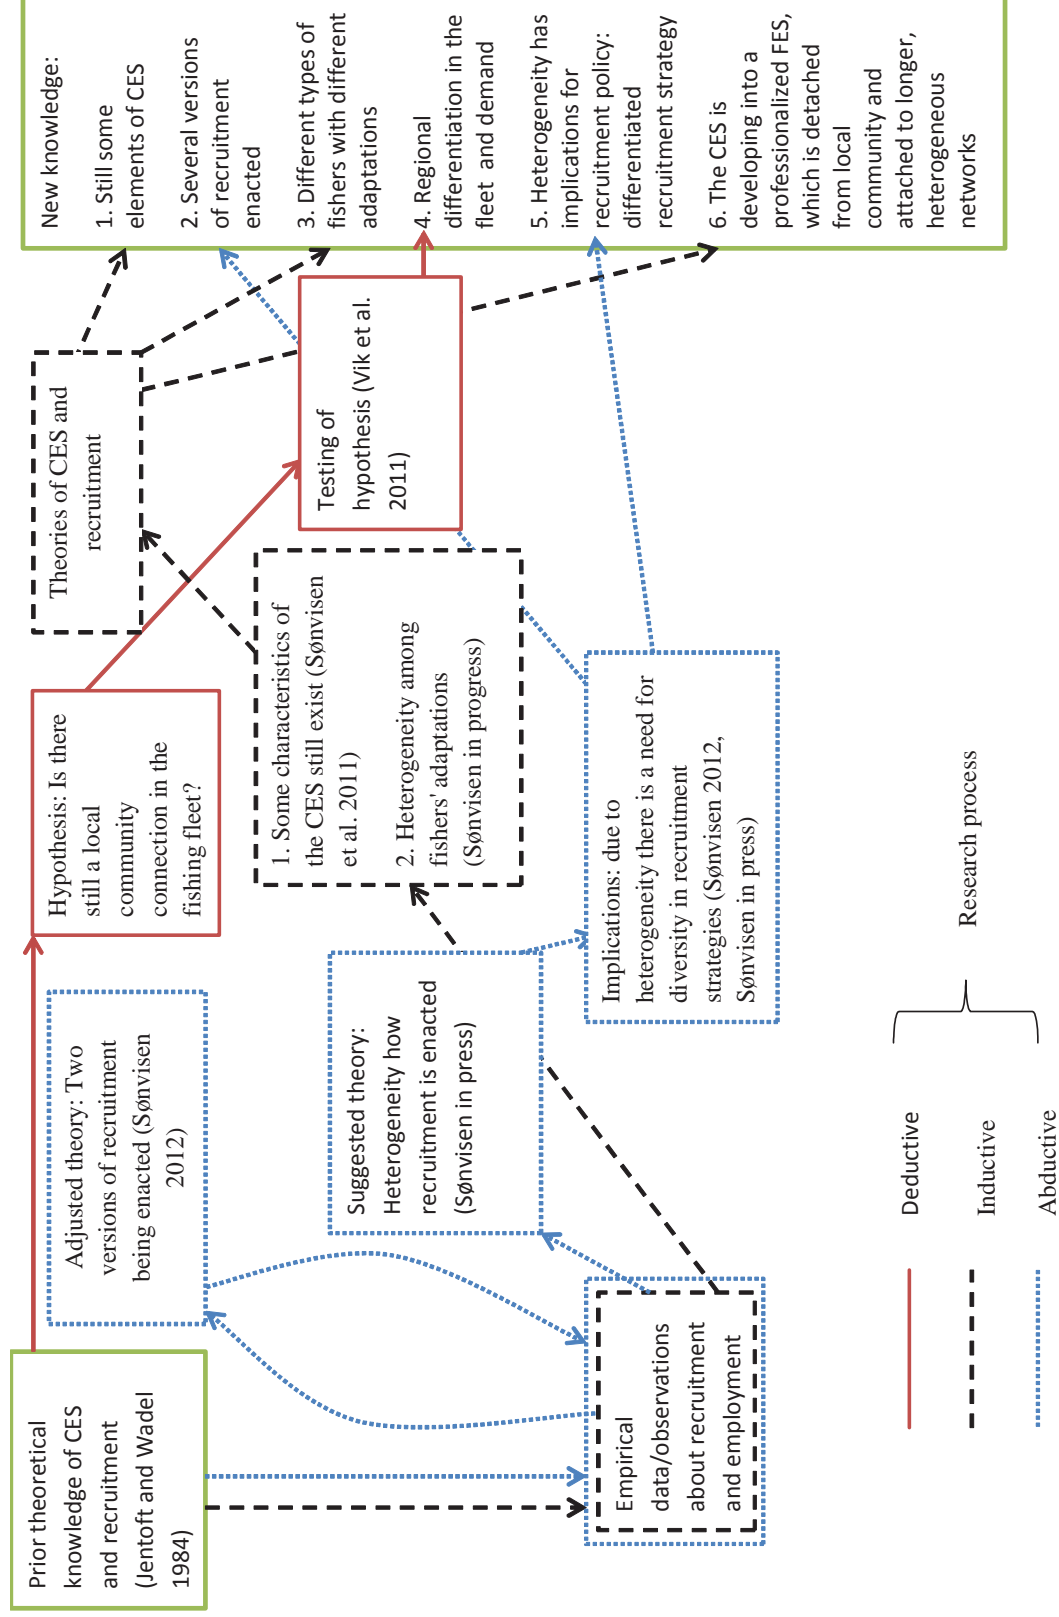 Prior theoretical
knowledge of CES
and recruitment
(Jentoft and Wadel
1984)
Adjusted theory: Two
versions of recruitment
being enacted (Sønvisen
2012)
Hypothesis: Is there
still a local
community
connection in the
fishing fleet?
Theories of CES and
recruitment
New knowledge:
1. Still some
elements of CES
2. Several versions
of recruitment
enacted
3. Different types of
fishers with different
adaptations
4. Regional
differentiation in the
fleet and demand
5. Heterogeneity has
implications for
recruitment policy:
differentiated
recruitment strategy
6. The CES is
developing into a
professionalized FES,
which is detached
from local
community and
attached to longer,
heterogeneous
networks
Suggested theory:
Heterogeneity how
recruitment is enacted
(Sønvisen in press)
1. Some characteristics of
the CES still exist (Sønvisen
et al. 2011)
2. Heterogeneity among
fishers' adaptations
(Sønvisen in progress)
Testing of
hypothesis (Vik et al.
2011)
Empirical
data/observations
about recruitment
and employment
Implications: due to
heterogeneity there is a need for
diversity in recruitment
strategies (Sønvisen 2012,
Sønvisen in press)
Deductive
Inductive
Abductive
Research process